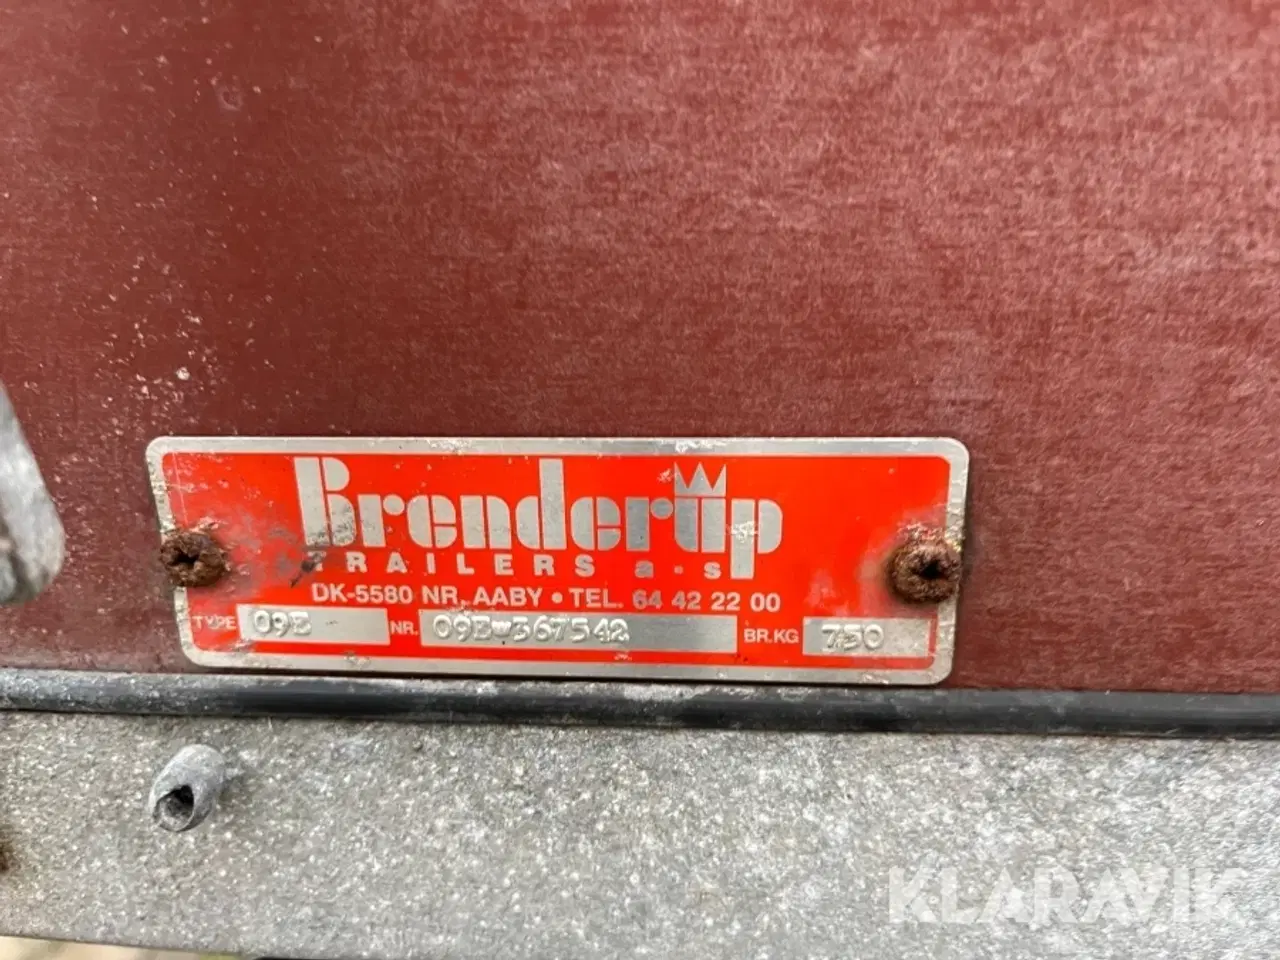 Brenderup
TRAILERS a-s
DK-5580 NR. AABY • TEL. 64 42 22 00
TYPE 09B NR. 09B 367542 BR.KG 750
KLARAVIK